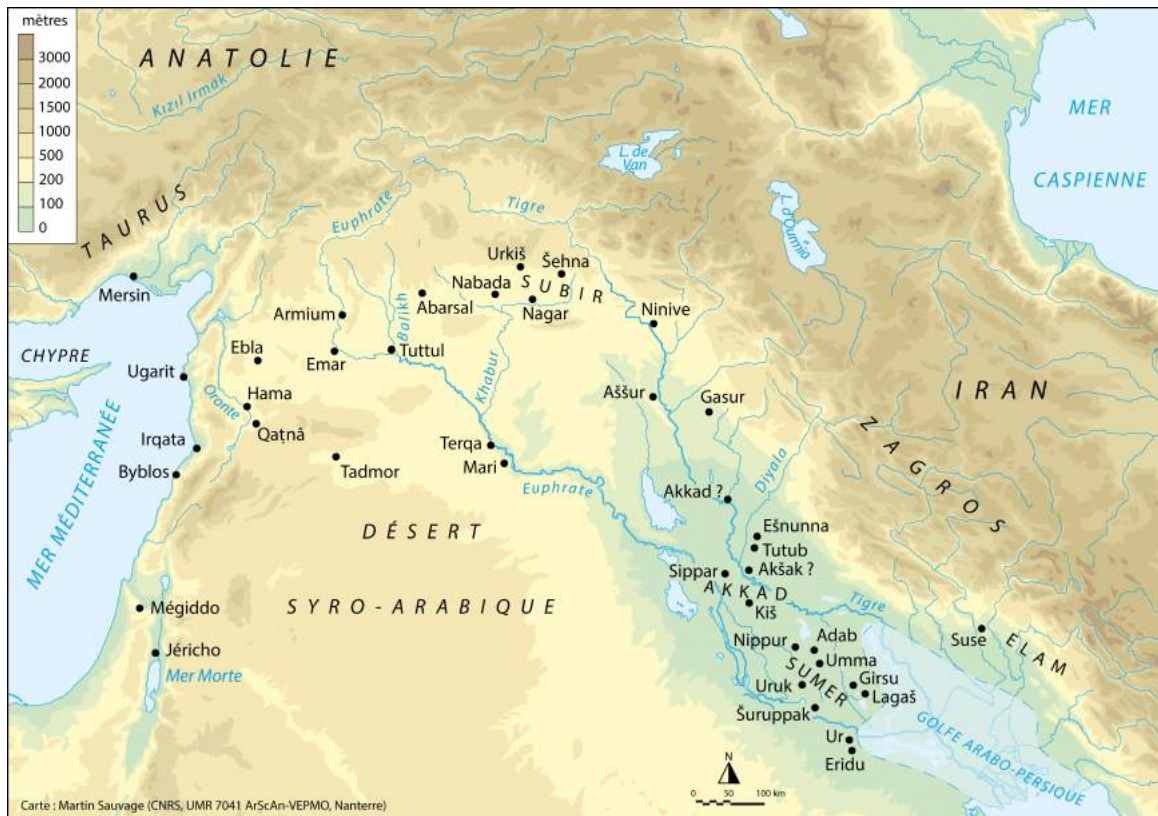 mètres
3000
2000
1500
1000
500
200
100
0
ANATOLIE
Kızıl Irmak
MER
CASPIENNE
L. de
Van
L. d'Ourmia
TAURUS
Euphrate
Tigre
Mersin
Urkiš
Šehna
SUBIR
Nabada
Nagar
Abarsal
Balikh
Armium
Ninive
CHYPRE
Ebla
Emar
Tuttul
Khabur
Ugarit
Oronte
Hama
Qaṭnâ
Aššur
Gasur
IRAN
ZAGROS
MER MÉDITERRANÉE
Irqata
Byblos
Tadmor
Terqa
Mari
Euphrate
Akkad ?
Diyala
DÉSERT
SYRO-ARABIQUE
Ešnunna
Tutub
Akšak ?
Sippar
AKKAD
Kiš
Tigre
Mégiddo
Jéricho
Mer Morte
Nippur
Adab
Umma
SUMER
Girsu
Lagaš
Uruk
Šuruppak
Ur
Eridu
Suse
ELAM
GOLFE ARABO-PERSIQUE
N
0 50 100 km
Carte : Martin Sauvage (CNRS, UMR 7041 ArScAn-VEPMO, Nanterre)